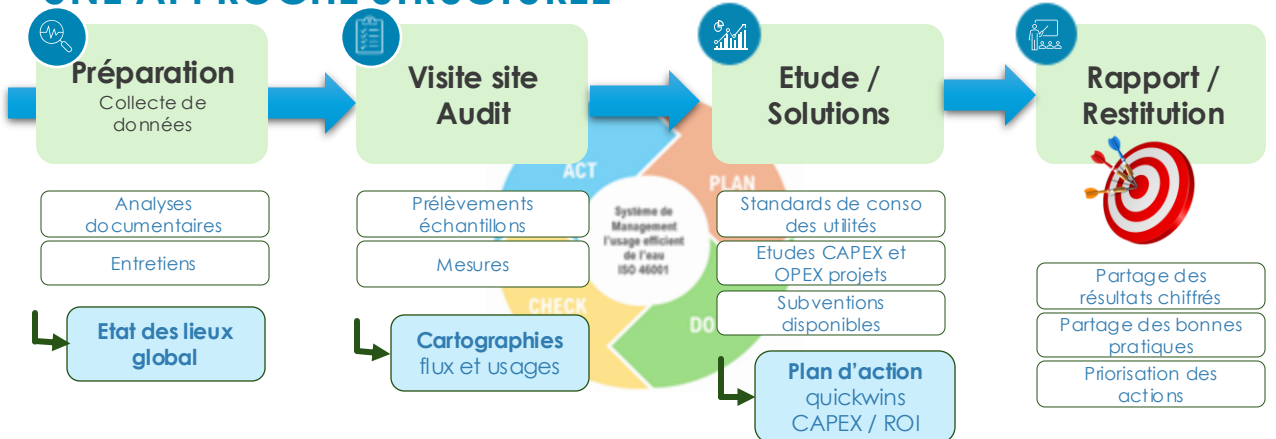 UNE APPROCHE STRUCTUREE
Préparation
Collecte de
données
Analyses
documentaires
Entretiens
Etat des lieux
global
Visite site
Audit
Prélèvements
échantillons
Mesures
Cartographies
flux et usages
Etude /
Solutions
Standards de conso
des utilités
Etudes CAPEX et
OPEX projets
Subventions
disponibles
Plan d’action
quickwins
CAPEX / ROI
Rapport /
Restitution
Partage des
résultats chiffrés
Partage des bonnes
pratiques
Priorisation des
actions
ACT
PLAN
CHECK
DO
Système de
Management
l'usage efficient
de l'eau
ISO 46001